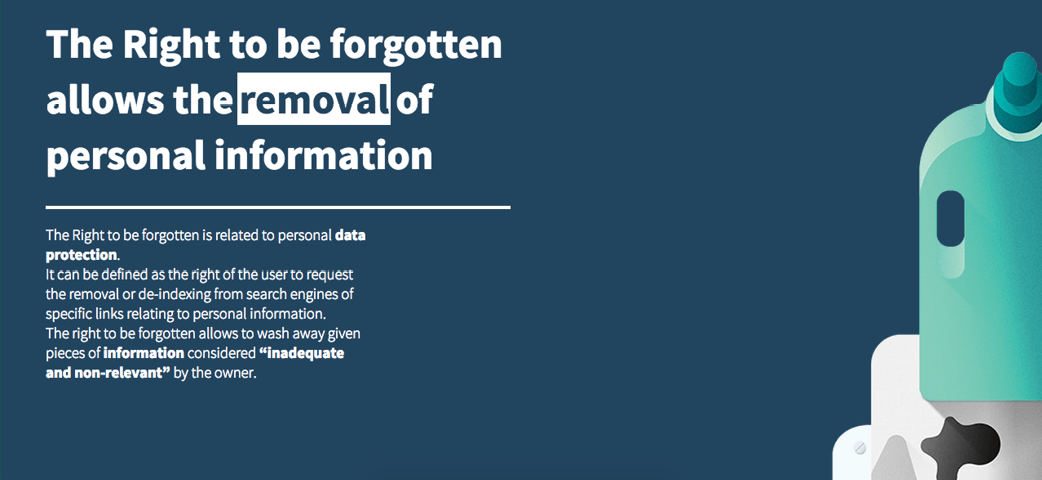 The Right to be forgotten
allows the removal of
personal information
The Right to be forgotten is related to personal data
protection.
It can be defined as the right of the user to request
the removal or de-indexing from search engines of
specific links relating to personal information.
The right to be forgotten allows to wash away given
pieces of information considered “inadequate
and non-relevant” by the owner.